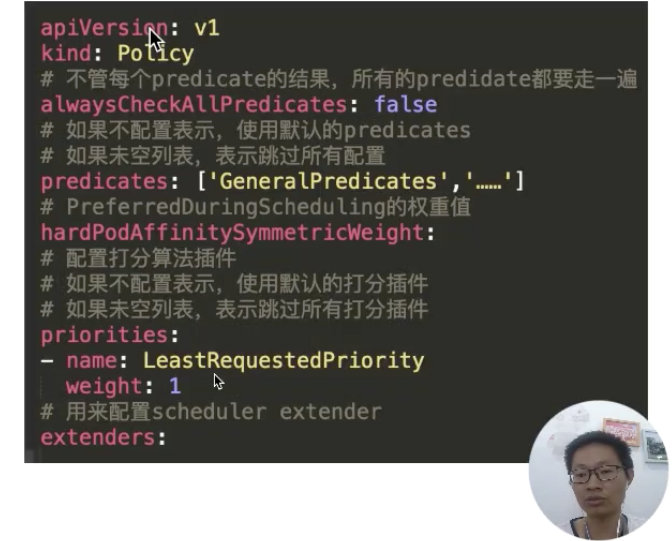 apiVersion: v1
kind: Policy
# 不管每个predicate的结果，所有的predidate都要走一遍
alwaysCheckAllPredicates: false
# 如果不配置表示，使用默认的predicates
# 如果未空列表，表示跳过所有配置
predicates: ['GeneralPredicates','……']
# PreferredDuringScheduling的权重值
hardPodAffinitySymmetricWeight:
# 配置打分算法插件
# 如果不配置表示，使用默认的打分插件
# 如果未空列表，表示跳过所有打分插件
priorities:
- name: LeastRequestedPriority
  weight: 1
# 用来配置scheduler extender
extenders: